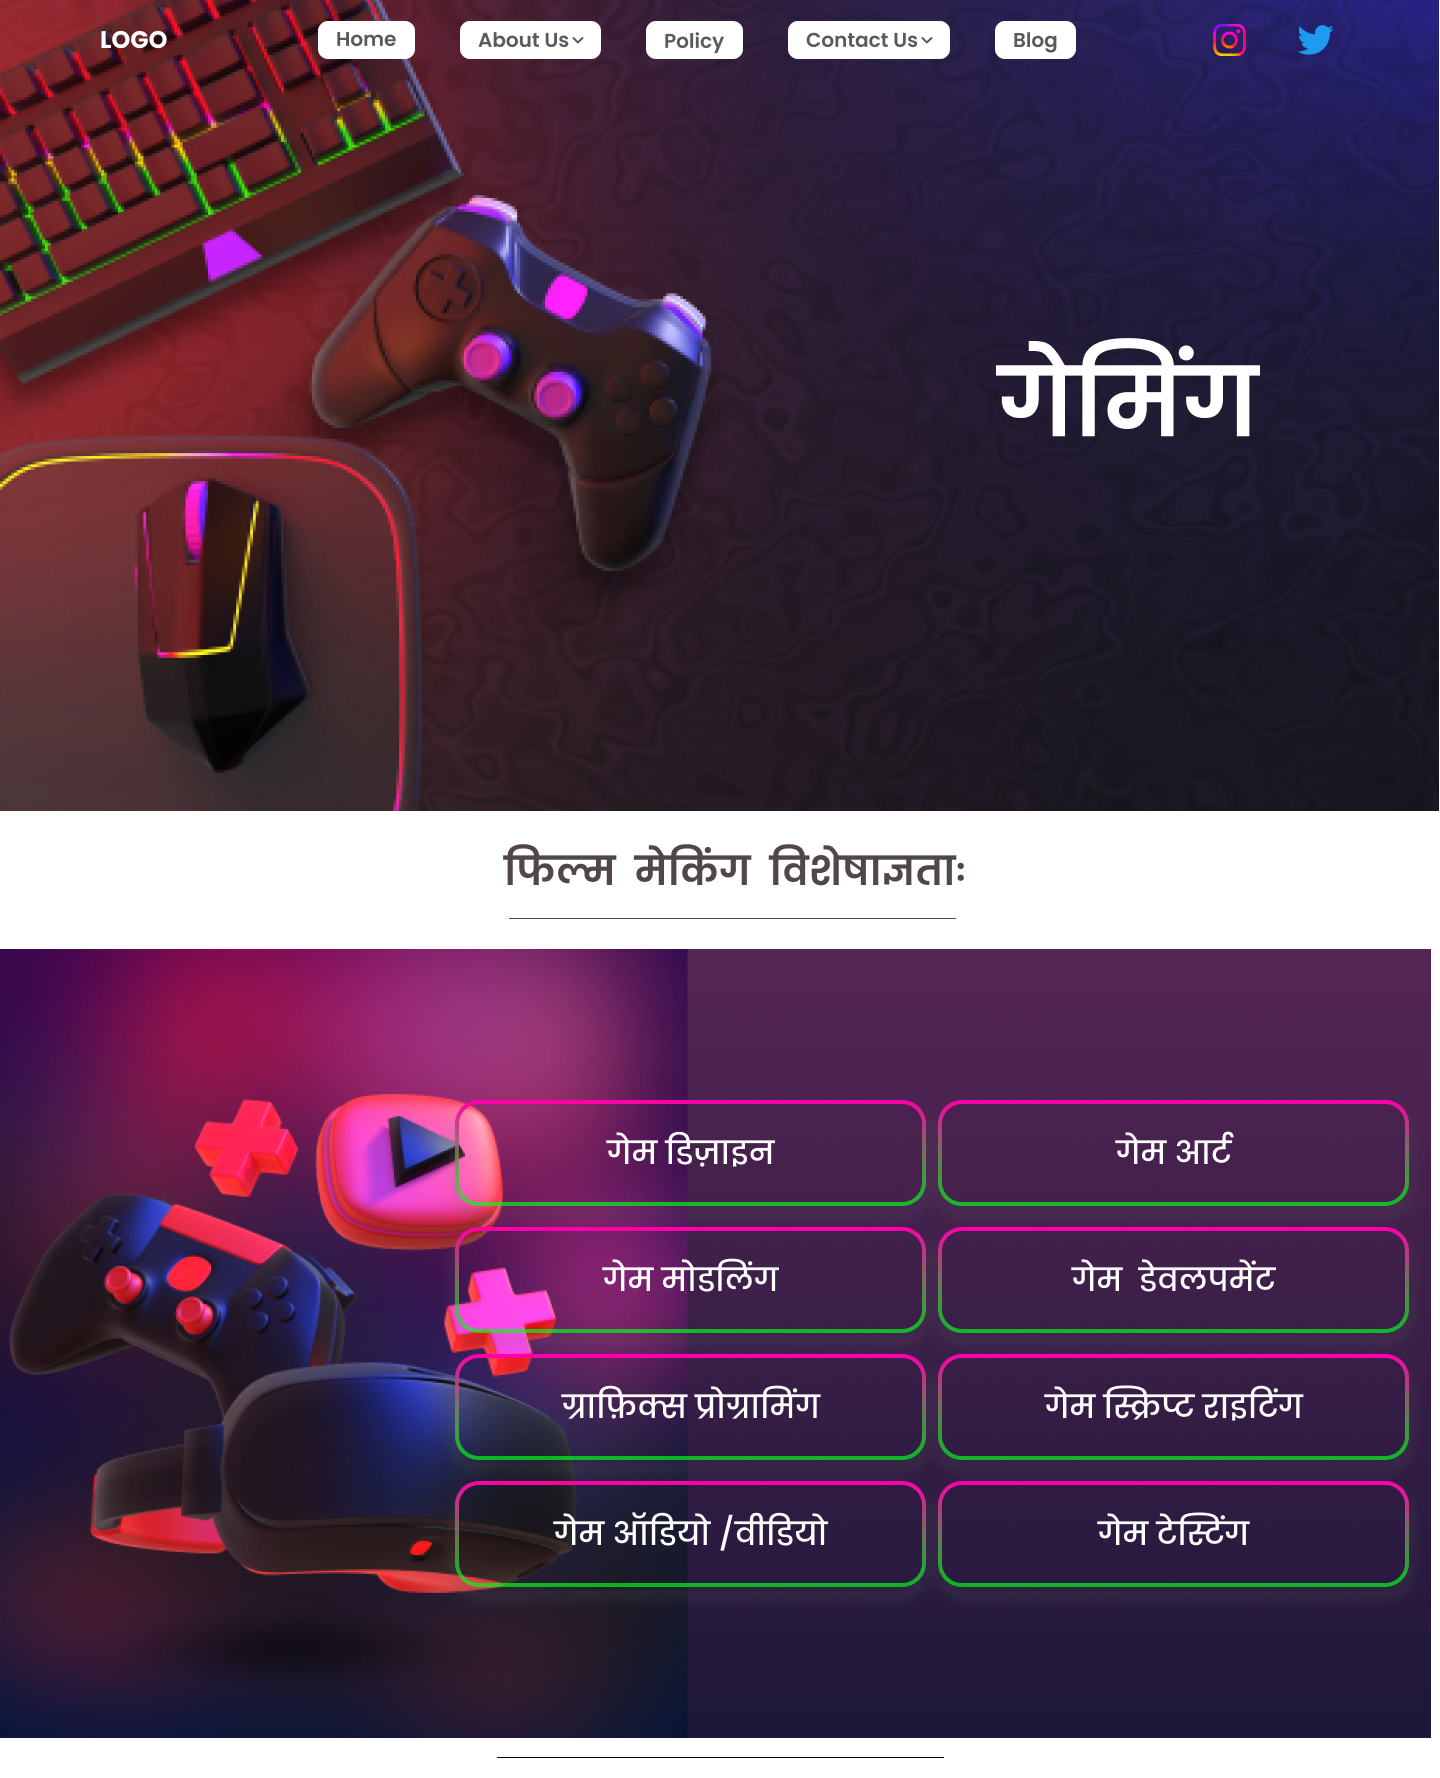 LOGO
Home
About Us
Policy
Contact Us
Blog
गेमिंग
फिल्म मेकिंग विशेषाज्ञताः
गेम डिज़ाइन
गेम आर्ट
गेम मोडलिंग
गेम डेवलपमेंट
ग्राफ़िक्स प्रोग्रामिंग
गेम स्क्रिप्ट राइटिंग
गेम ऑडियो /वीडियो
गेम टेस्टिंग